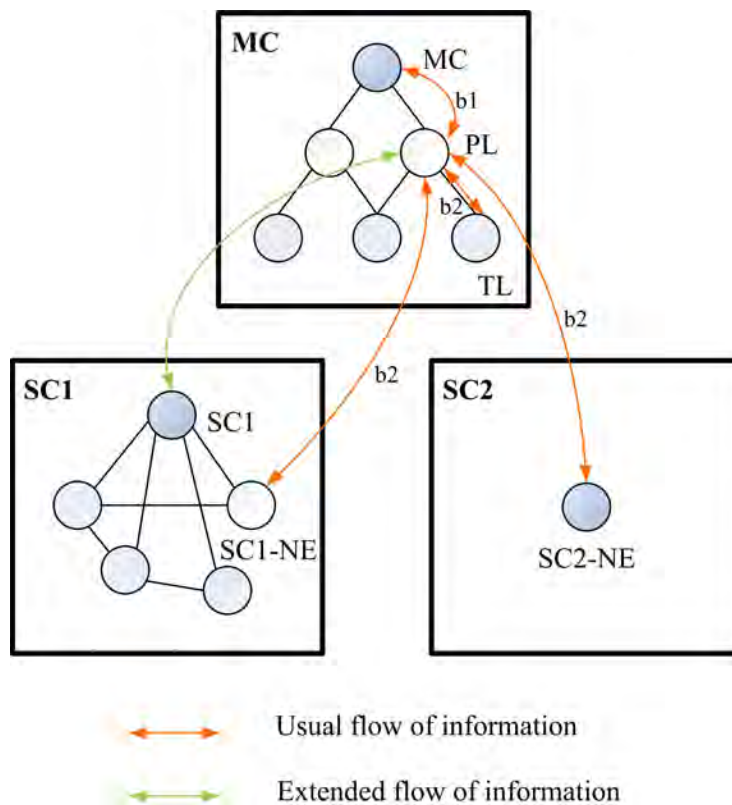 MC
MC
b1
PL
b2
TL
b2
b2
SC1
SC1
SC1-NE
SC2
SC2-NE
Usual flow of information
Extended flow of information